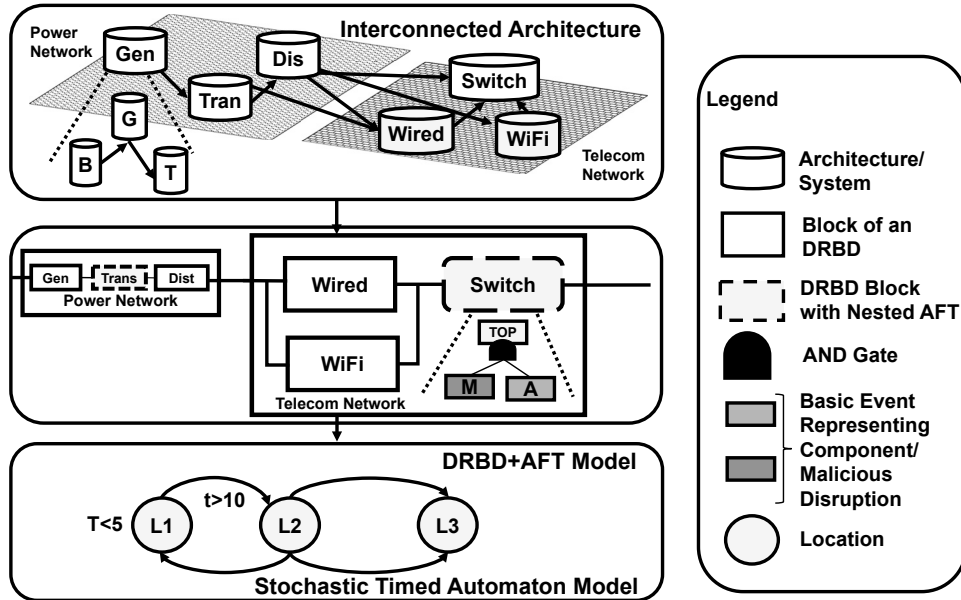 Interconnected Architecture
Power
Network
Gen
Dis
Switch
Tran
G
Wired
WiFi
B
T
Telecom
Network
Gen
Trans
Dist
Power Network
Wired
Switch
TOP
WiFi
M
A
Telecom Network
DRBD+AFT Model
t>10
T<5
L1
L2
L3
Stochastic Timed Automaton Model
Legend
Architecture/
System
Block of an
DRBD
DRBD Block
with Nested AFT
AND Gate
Basic Event
Representing
Component/
Malicious
Disruption
Location